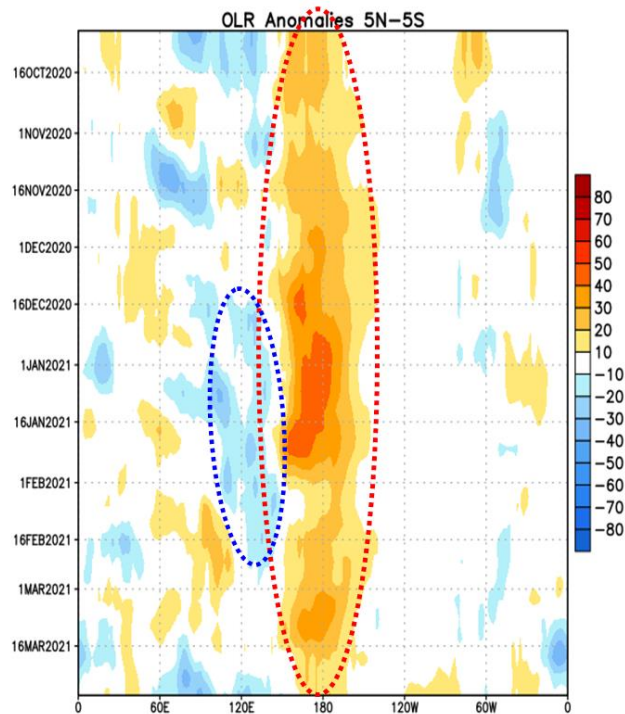 OLR Anomalies 5N-5S
16OCT2020
1NOV2020
16NOV2020
1DEC2020
16DEC2020
1JAN2021
16JAN2021
1FEB2021
16FEB2021
1MAR2021
16MAR2021
0
60E
120E
180
120W
60W
0
80
70
60
50
40
30
20
10
-10
-20
-30
-40
-50
-60
-70
-80